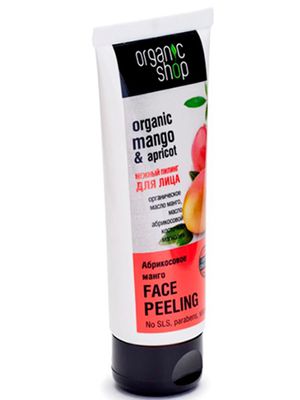 organic
shop
organic
mango
& apricot
НЕЖНЫЙ ПИЛИНГ
ДЛЯ ЛИЦА
органическое
масло манго,
масло
абрикосовой
Абрикосовое
манго
FACE
PEELING
No SLS, parabens,